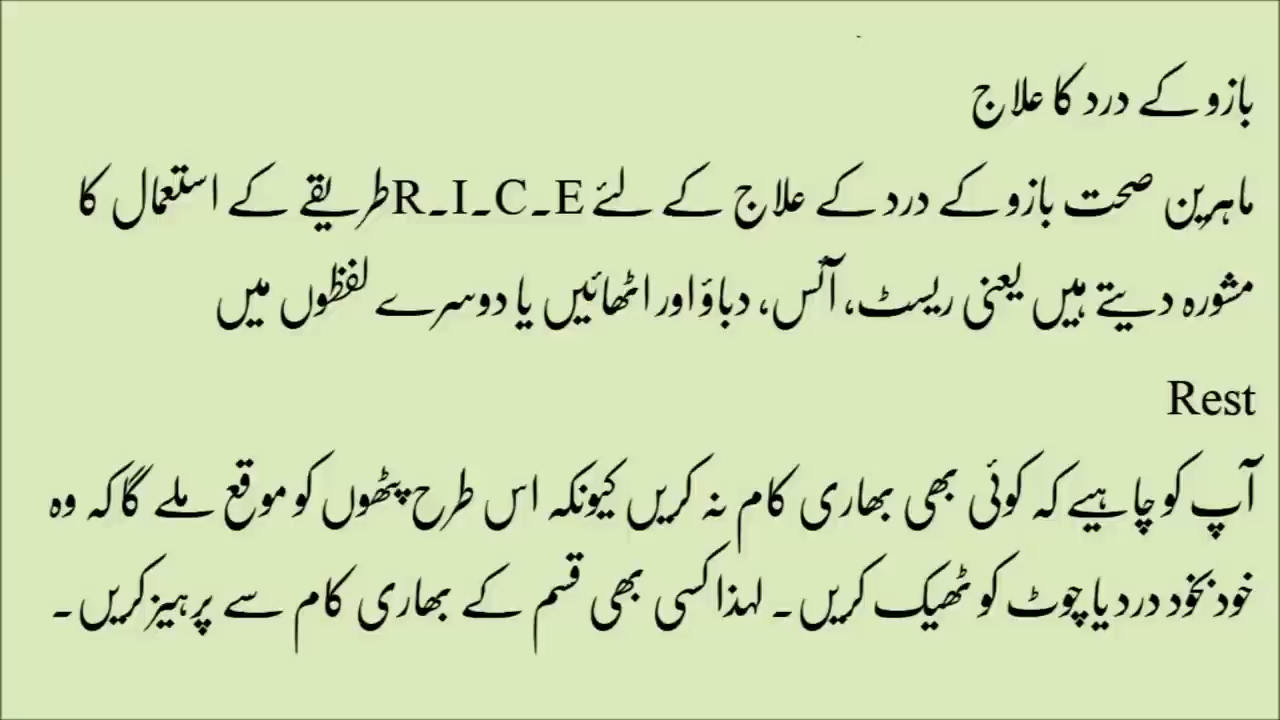 بازو کے درد کا علاج
ماہرین صحت بازو کے درد کے علاج کے لئے R۔I۔C۔E طریقے کے استعمال کا
مشورہ دیتے ہیں یعنی ریسٹ، آئس، دباؤ اور اٹھائیں یا دوسرے لفظوں میں
Rest
آپ کو چاہیے کہ کوئی بھی بھاری کام نہ کریں کیونکہ اس طرح پٹھوں کو موقع ملے گا کہ وہ
خود بخود درد یا چوٹ کو ٹھیک کریں۔ لہذا کسی بھی قسم کے بھاری کام سے پرہیز کریں۔